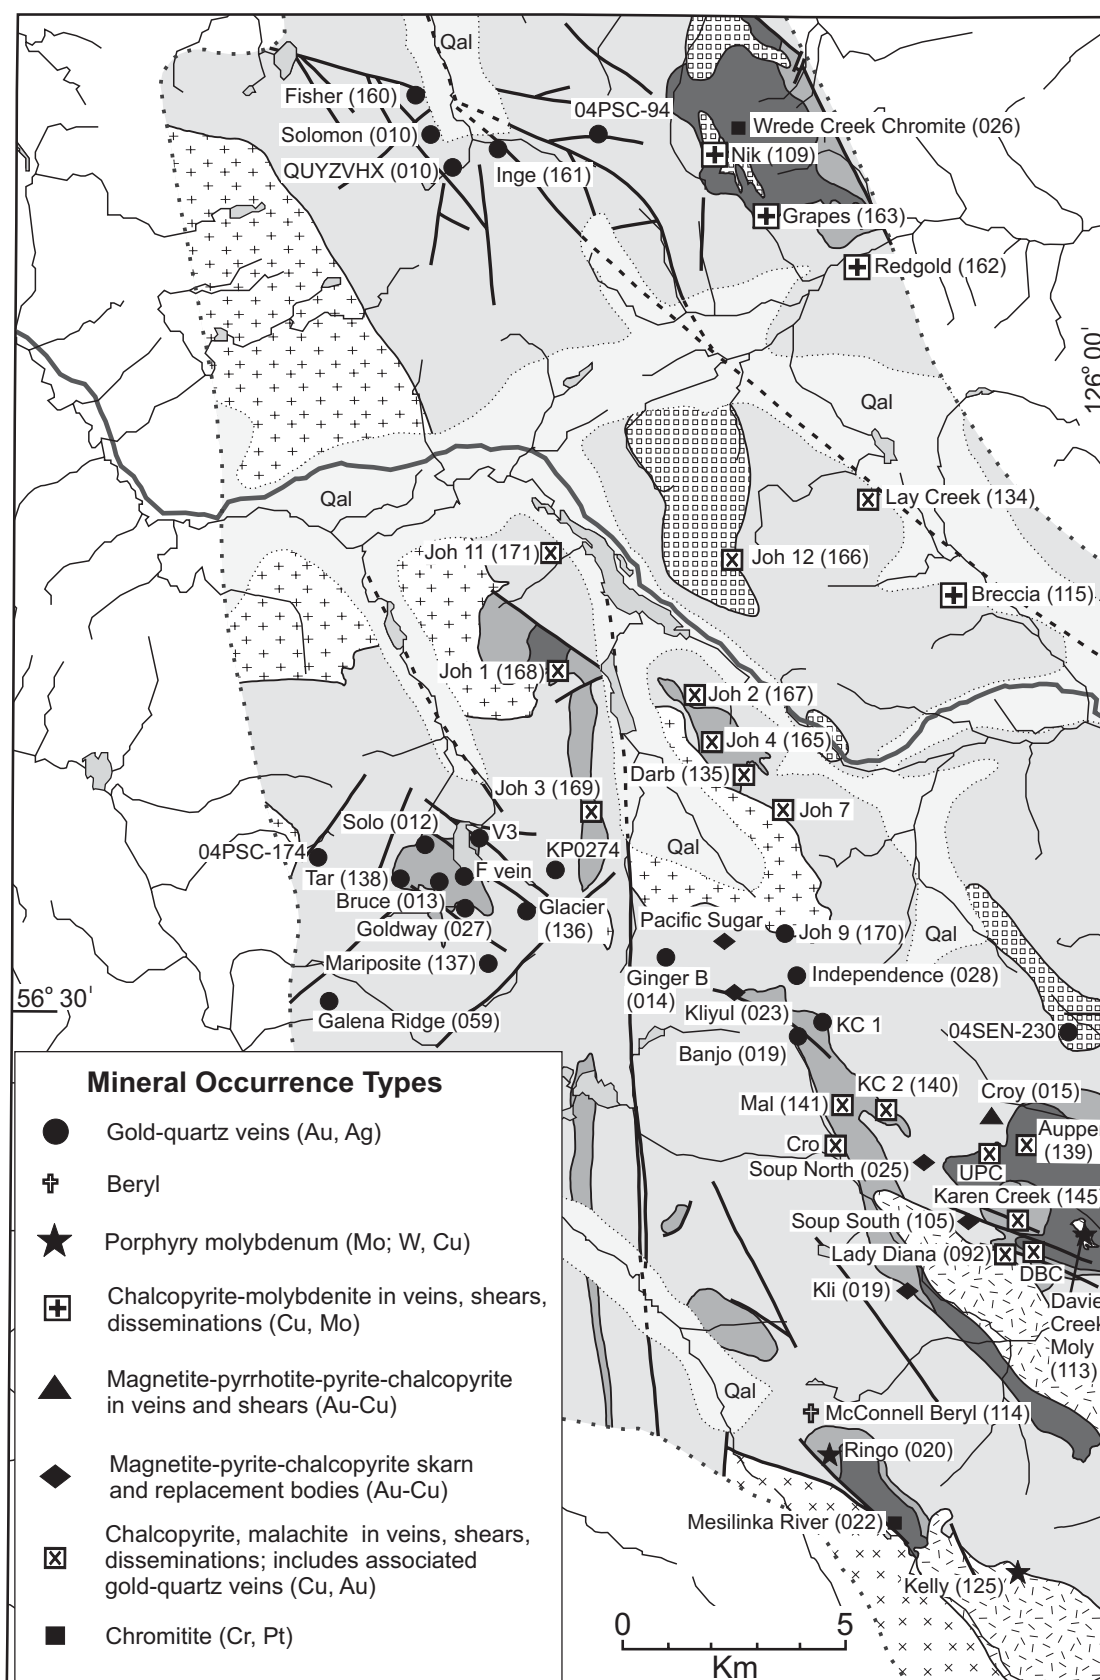 Qal
Fisher (160)
04PSC-94
Solomon (010)
Wrede Creek Chromite (026)
Nik (109)
QUYZVHX (010)
Inge (161)
Grapes (163)
Redgold (162)
126° 00'
Qal
Qal
Lay Creek (134)
Joh 11 (171)
Joh 12 (166)
Breccia (115)
Joh 1 (168)
Joh 2 (167)
Joh 4 (165)
Darb (135)
Joh 3 (169)
Joh 7
Solo (012)
V3
04PSC-174
KP0274
Qal
Tar (138)
F vein
Bruce (013)
Glacier
(136)
Goldway (027)
Pacific Sugar
Joh 9 (170)
Qal
Mariposite (137)
Ginger B
(014)
Independence (028)
56° 30'
Galena Ridge (059)
Kliyul (023)
KC 1
04SEN-230
Banjo (019)
KC 2 (140)
Croy (015)
Mal (141)
Aupper
(139)
Cro
Soup North (025)
UPC
Karen Creek (145)
Soup South (105)
Lady Diana (092)
DBC
Kli (019)
Davie
Creek
Moly
(113)
Qal
McConnell Beryl (114)
Ringo (020)
Mesilinka River (022)
Kelly (125)
0 5
Km
Mineral Occurrence Types
Gold-quartz veins (Au, Ag)
Beryl
Porphyry molybdenum (Mo; W, Cu)
Chalcopyrite-molybdenite in veins, shears,
disseminations (Cu, Mo)
Magnetite-pyrrhotite-pyrite-chalcopyrite
in veins and shears (Au-Cu)
Magnetite-pyrite-chalcopyrite skarn
and replacement bodies (Au-Cu)
Chalcopyrite, malachite in veins, shears,
disseminations; includes associated
gold-quartz veins (Cu, Au)
Chromitite (Cr, Pt)